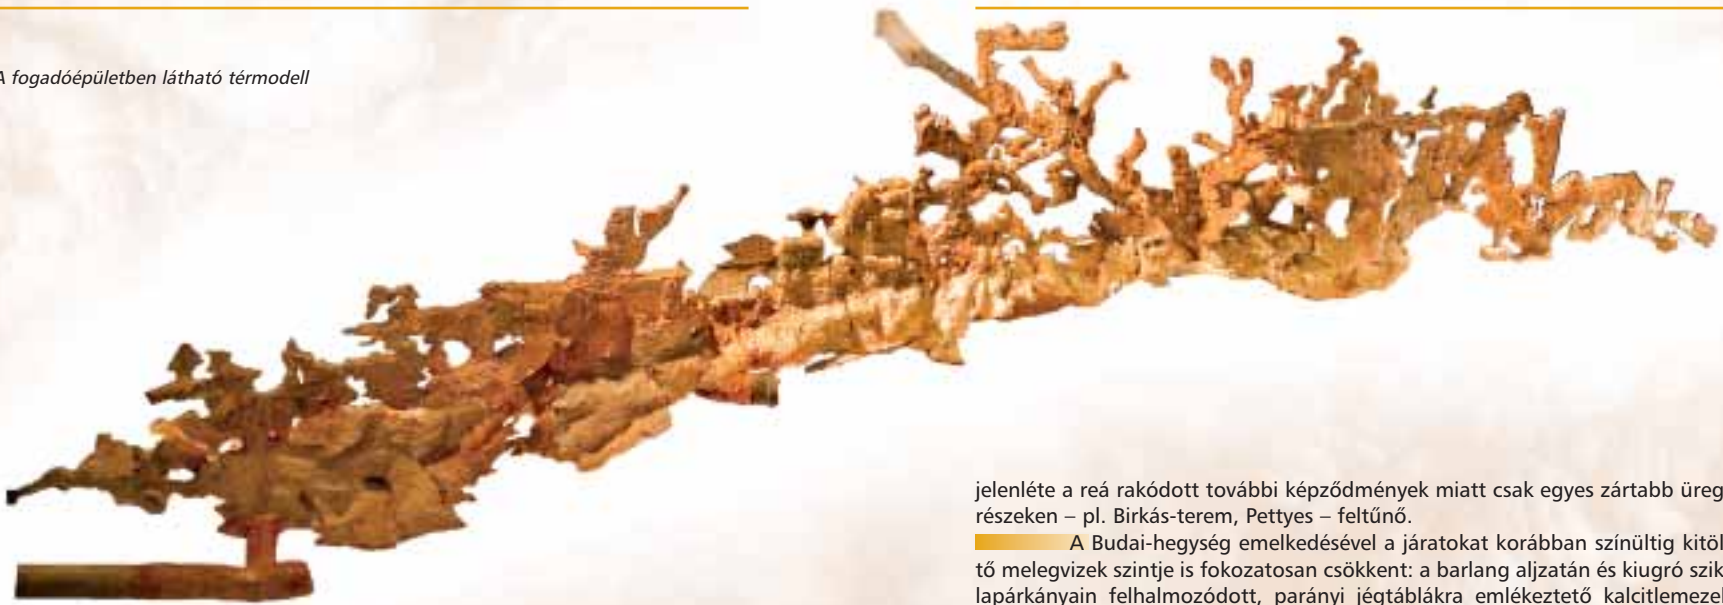 A fogadóépületben látható térmodell
jelenléte a reá rakódott további képződmények miatt csak egyes zártabb üreg
részeken – pl. Birkás-terem, Pettyes – feltűnő.
A Budai-hegység emelkedésével a járatokat korábban színültig kitöl
tő melegvizek szintje is fokozatosan csökkent: a barlang aljzatán és kiugró szik
lapárkányain felhalmozódott, parányi jégtáblákra emlékeztető kalcitlemeze